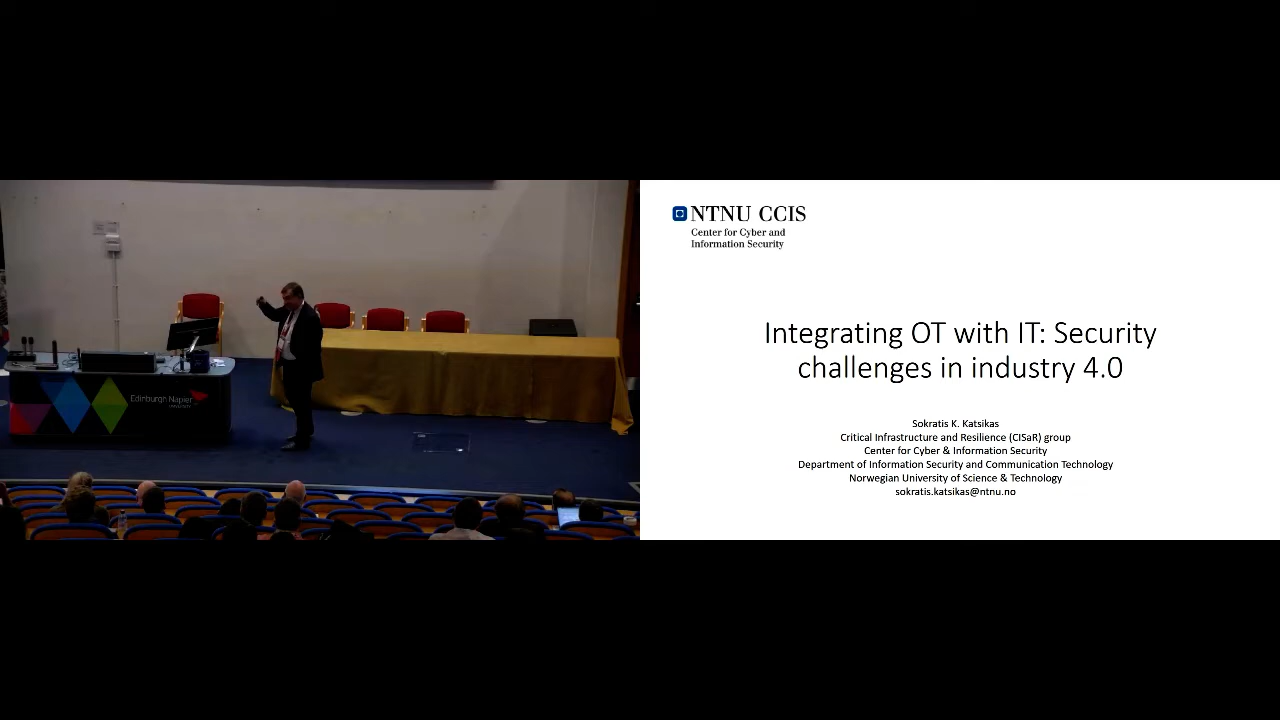 Edinburgh Napier
UNIVERSITY
NTNU CCIS
Center for Cyber and
Information Security
Integrating OT with IT: Security
challenges in industry 4.0
Sokratis K. Katsikas
Critical Infrastructure and Resilience (CISaR) group
Center for Cyber & Information Security
Department of Information Security and Communication Technology
Norwegian University of Science & Technology
sokratis.katsikas@ntnu.no